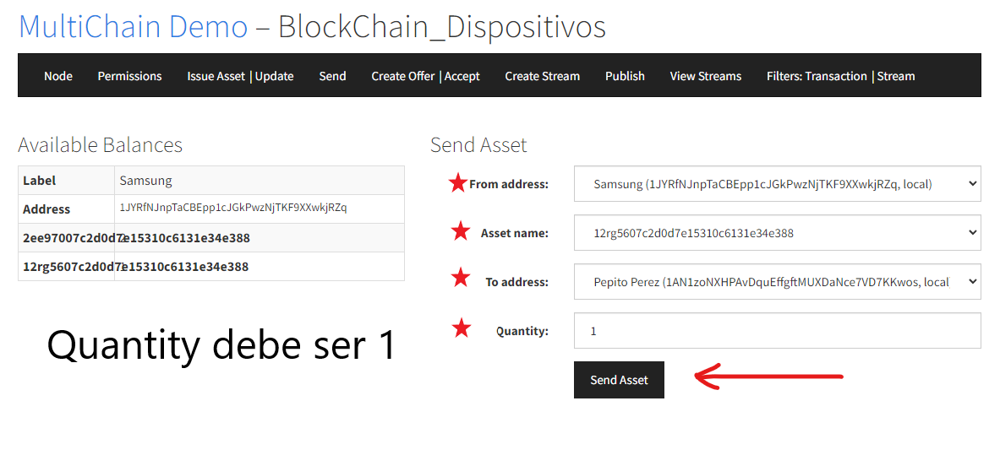 MultiChain Demo – BlockChain_Dispositivos
Node Permissions Issue Asset | Update Send Create Offer | Accept Create Stream Publish View Streams Filters: Transaction | Stream
Available Balances
Label Samsung
Address 1JYRfNJnpTaCBEpp1cJGkPwzNjTKF9XXwkjRZq
2ee97007c2d0d7e15310c6131e34e388
12rg5607c2d0d7e15310c6131e34e388
Quantity debe ser 1
Send Asset
From address: Samsung (1JYRfNJnpTaCBEpp1cJGkPwzNjTKF9XXwkjRZq, local)
Asset name: 12rg5607c2d0d7e15310c6131e34e388
To address: Pepito Perez (1AN1zoNXHPAvDquEffgftMUXDaNce7VD7KKwos, local
Quantity: 1
Send Asset